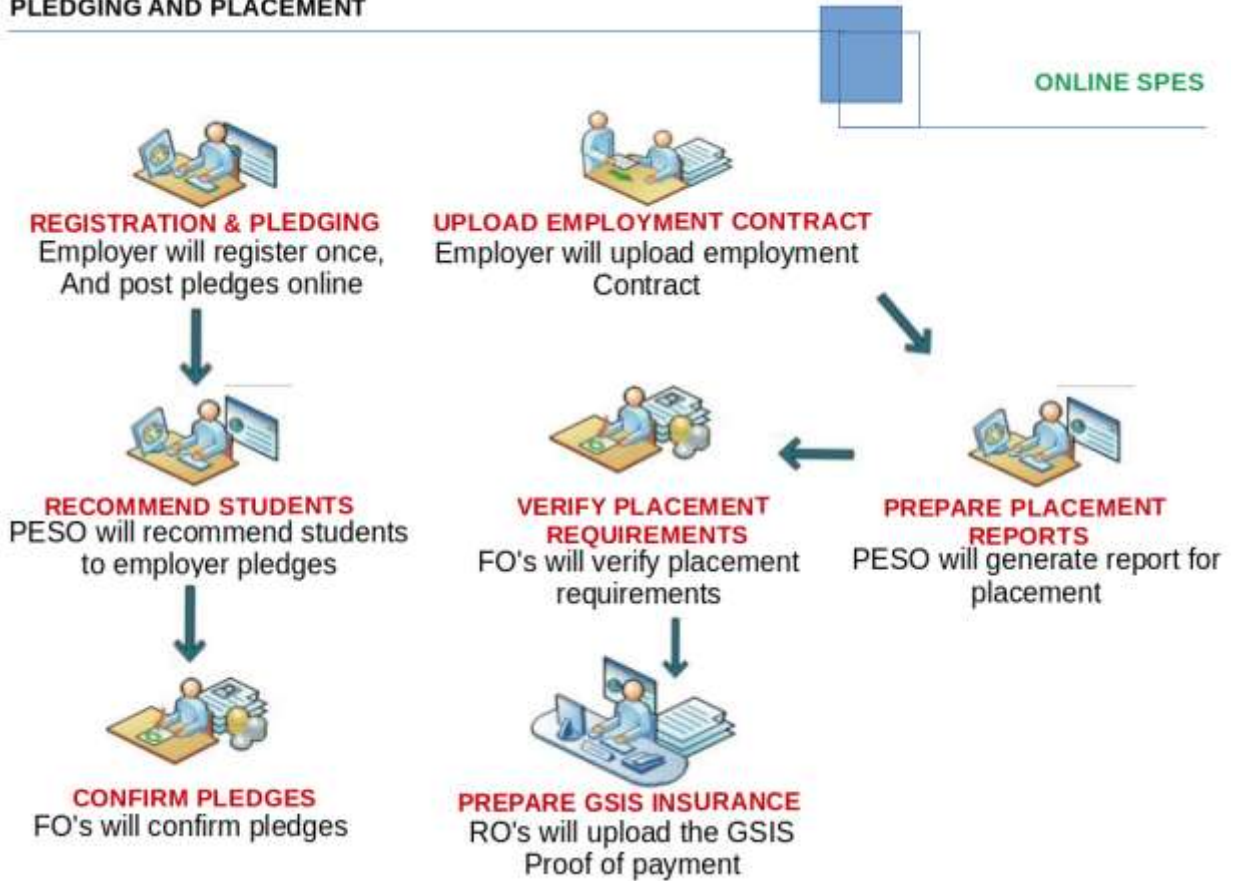 PLEDGING AND PLACEMENT
ONLINE SPES
REGISTRATION & PLEDGING
Employer will register once,
And post pledges online
RECOMMEND STUDENTS
PESO will recommend students
to employer pledges
CONFIRM PLEDGES
FO's will confirm pledges
UPLOAD EMPLOYMENT CONTRACT
Employer will upload employment
Contract
PREPARE PLACEMENT
REPORTS
PESO will generate report for
placement
VERIFY PLACEMENT
REQUIREMENTS
FO's will verify placement
requirements
PREPARE GSIS INSURANCE
RO's will upload the GSIS
Proof of payment